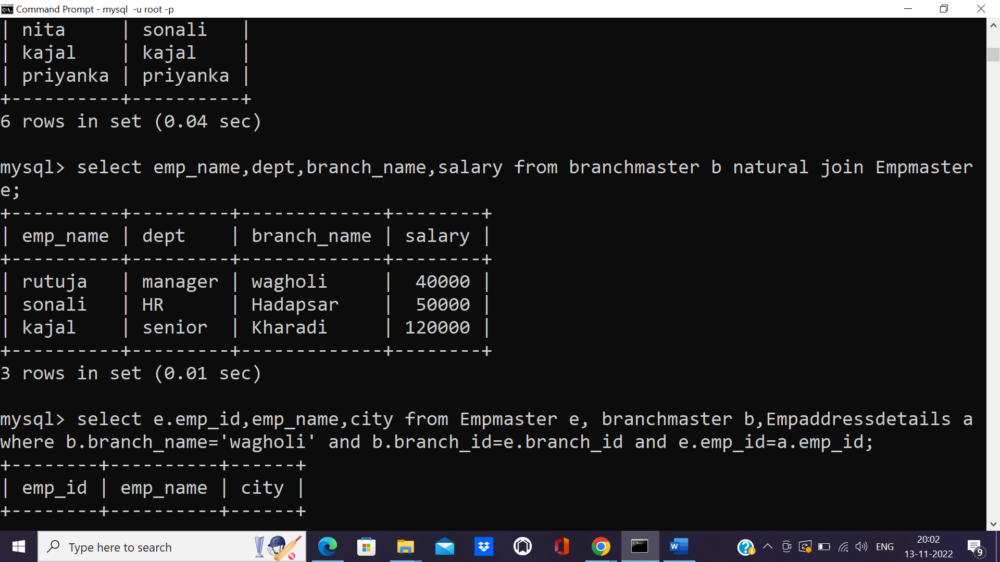 Command Prompt - mysql  -u root -p
| nita     | sonali   |
| kajal    | kajal    |
| priyanka | priyanka |
+----------+----------+
6 rows in set (0.04 sec)
mysql> select emp_name,dept,branch_name,salary from branchmaster b natural join Empmaster
e;
+----------+---------+-------------+--------+
| emp_name | dept    | branch_name | salary |
+----------+---------+-------------+--------+
| rutuja   | manager | wagholi     |  40000 |
| sonali   | HR      | Hadapsar    |  50000 |
| kajal    | senior  | Kharadi     | 120000 |
+----------+---------+-------------+--------+
3 rows in set (0.01 sec)
mysql> select e.emp_id,emp_name,city from Empmaster e, branchmaster b,Empaddressdetails a
where b.branch_name='wagholi' and b.branch_id=e.branch_id and e.emp_id=a.emp_id;
+--------+----------+------+
| emp_id | emp_name | city |
+--------+----------+------+
Type here to search
ENG
20:02
13-11-2022
9